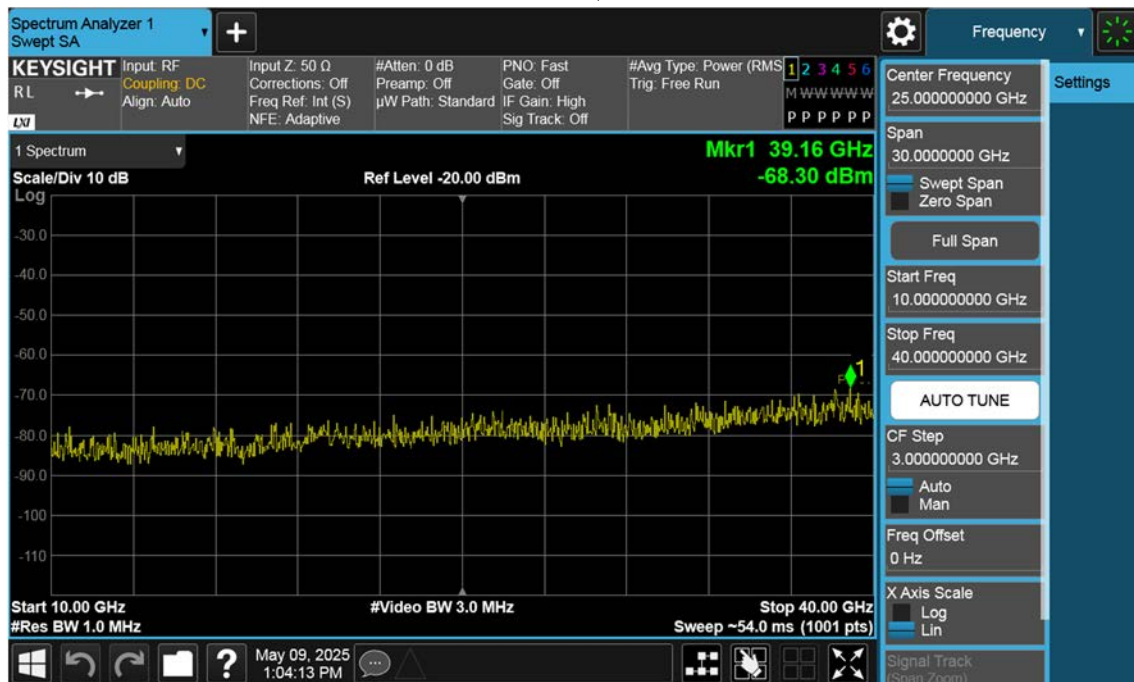 Spectrum Analyzer 1
Swept SA
+
Frequency
KEYSIGHT
RL
LXI
Input: RF
Coupling: DC
Align: Auto
Input Z: 50 Ω
Corrections: Off
Freq Ref: Int (S)
NFE: Adaptive
#Atten: 0 dB
Preamp: Off
µW Path: Standard
PNO: Fast
Gate: Off
IF Gain: High
Sig Track: Off
#Avg Type: Power (RMS
Trig: Free Run
1 2 3 4 5 6
M W W W W W
P P P P P P
1 Spectrum
Scale/Div 10 dB
Ref Level -20.00 dBm
Mkr1 39.16 GHz
-68.30 dBm
Log
-30.0
-40.0
-50.0
-60.0
-70.0
-80.0
-90.0
-100
-110
1
Start 10.00 GHz
#Video BW 3.0 MHz
Stop 40.00 GHz
#Res BW 1.0 MHz
Sweep ~54.0 ms (1001 pts)
?
May 09, 2025
1:04:13 PM
Center Frequency
25.000000000 GHz
Span
30.0000000 GHz
Swept Span
Zero Span
Full Span
Start Freq
10.000000000 GHz
Stop Freq
40.000000000 GHz
AUTO TUNE
CF Step
3.000000000 GHz
Auto
Man
Freq Offset
0 Hz
X Axis Scale
Log
Lin
Signal Track
(Span Zoom)
Settings